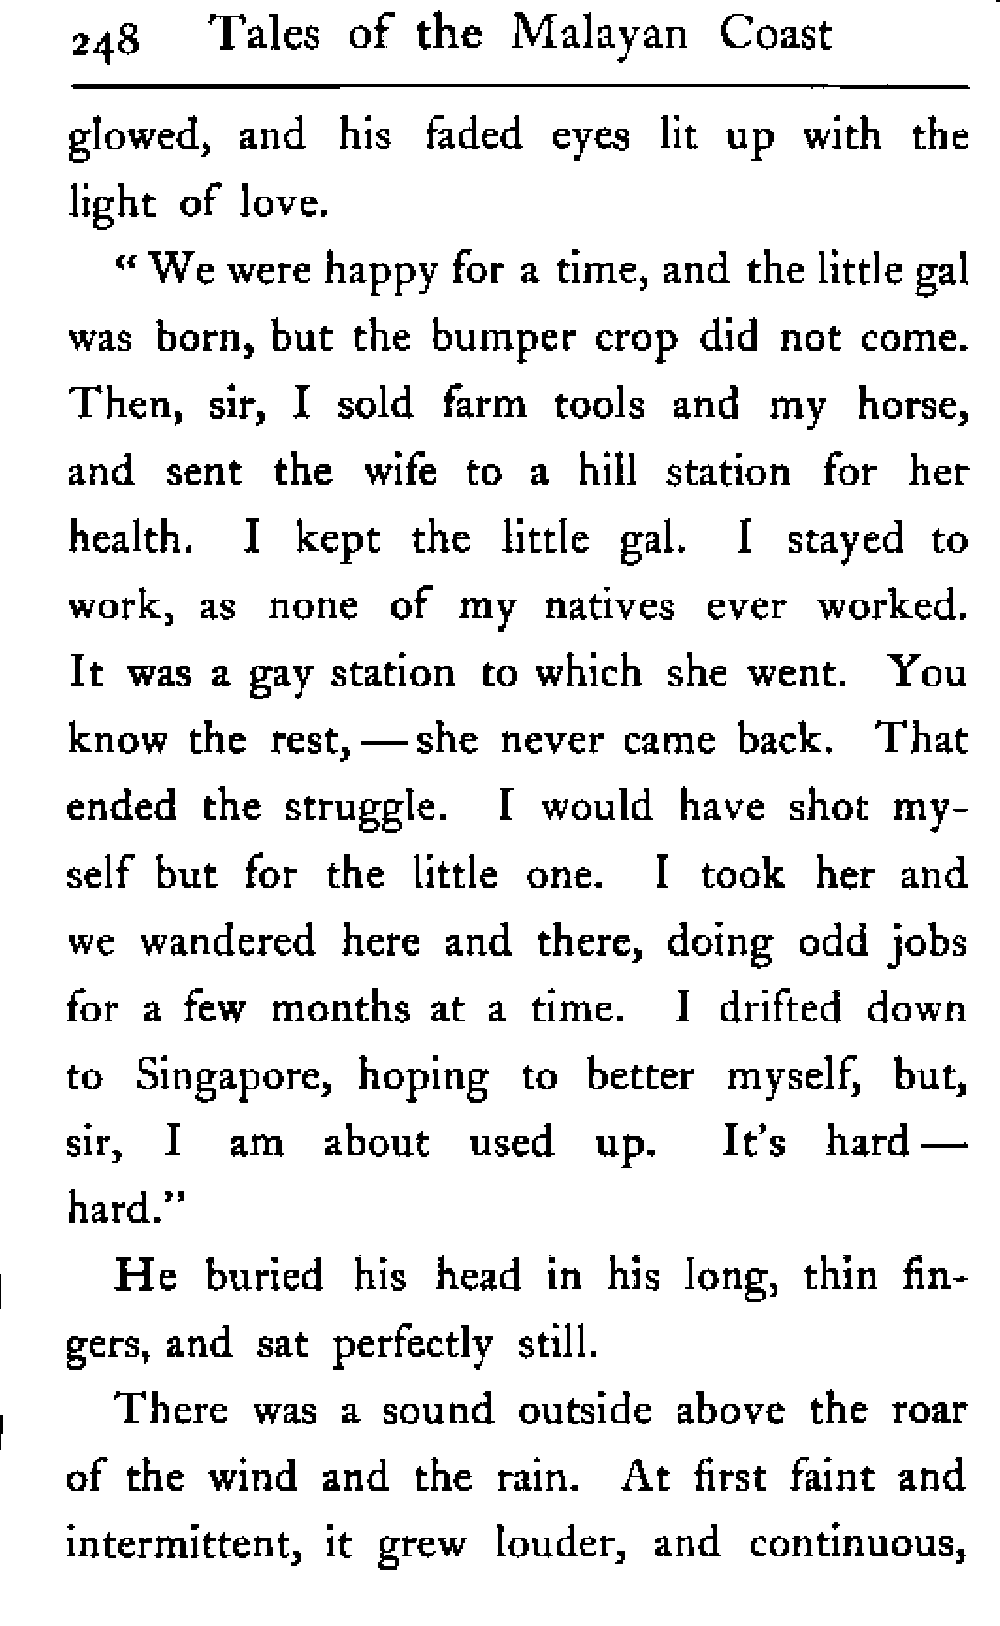 248 Tales of the Malayan Coast
glowed, and his faded eyes lit up with the
light of love.
“ We were happy for a time, and the little gal
was born, but the bumper crop did not come.
Then, sir, I sold farm tools and my horse,
and sent the wife to a hill station for her
health. I kept the little gal. I stayed to
work, as none of my natives ever worked.
It was a gay station to which she went. You
know the rest, — she never came back. That
ended the struggle. I would have shot my-
self but for the little one. I took her and
we wandered here and there, doing odd jobs
for a few months at a time. I drifted down
to Singapore, hoping to better myself, but,
sir, I am about used up. It’s hard —
hard.”
He buried his head in his long, thin fin-
gers, and sat perfectly still.
There was a sound outside above the roar
of the wind and the rain. At first faint and
intermittent, it grew louder, and continuous,